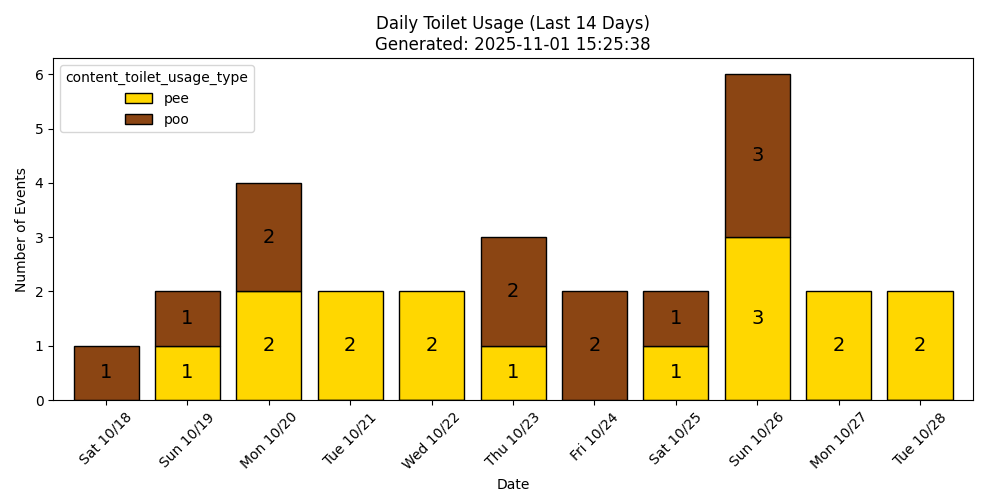 Daily Toilet Usage (Last 14 Days)
Generated: 2025-11-01 15:25:38
content_toilet_usage_type
pee
poo
Number of Events
6
5
4
3
2
1
0
1
1
1
2
2
2
2
2
1
2
1
1
3
3
2
2
Sat 10/18
Sun 10/19
Mon 10/20
Tue 10/21
Wed 10/22
Thu 10/23
Fri 10/24
Sat 10/25
Sun 10/26
Mon 10/27
Tue 10/28
Date